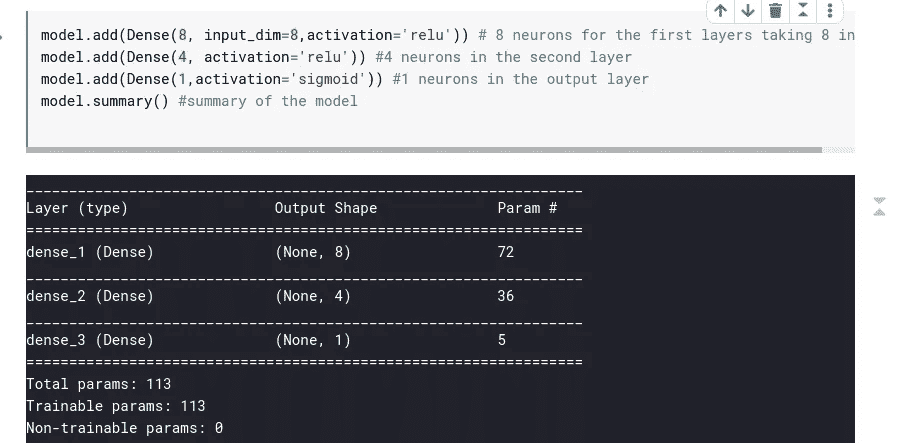 model.add(Dense(8, input_dim=8,activation='relu')) # 8 neurons for the first layers taking 8 in
model.add(Dense(4, activation='relu')) #4 neurons in the second layer
model.add(Dense(1,activation='sigmoid')) #1 neurons in the output layer
model.summary() #summary of the model
_________________________________________________________________
Layer (type)                 Output Shape              Param #
=================================================================
dense_1 (Dense)              (None, 8)                 72
_________________________________________________________________
dense_2 (Dense)              (None, 4)                 36
_________________________________________________________________
dense_3 (Dense)              (None, 1)                 5
=================================================================
Total params: 113
Trainable params: 113
Non-trainable params: 0